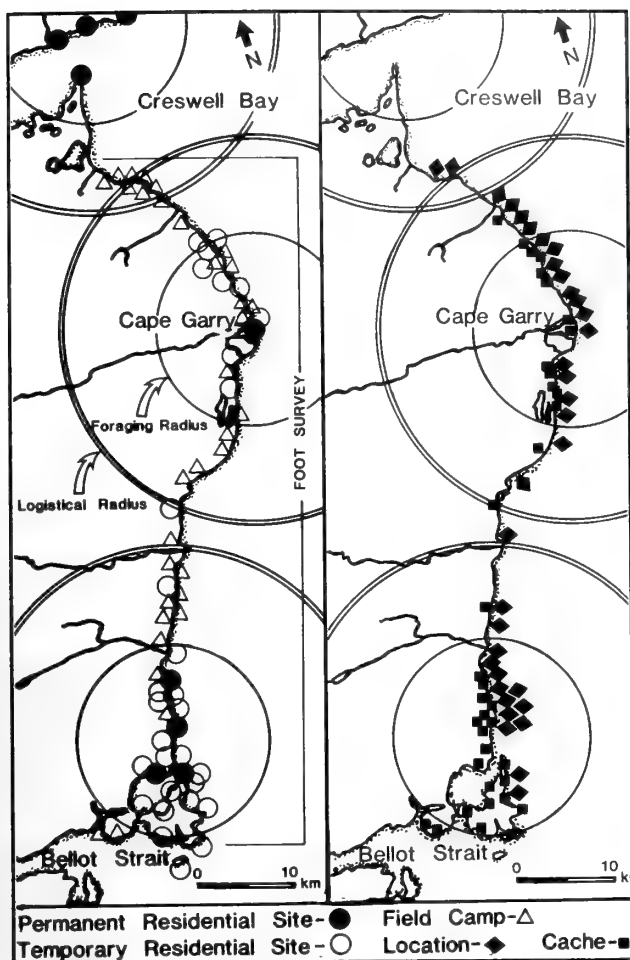 N
Creswell Bay
Cape Garry
Foraging Radius
Logistical Radius
FOOT SURVEY
Bellot Strait
0 10
km
N
Creswell Bay
Cape Garry
Bellot Strait
0 10
k
Permanent Residential Site- Field Camp-
Temporary Residential Site- Location- Cache-